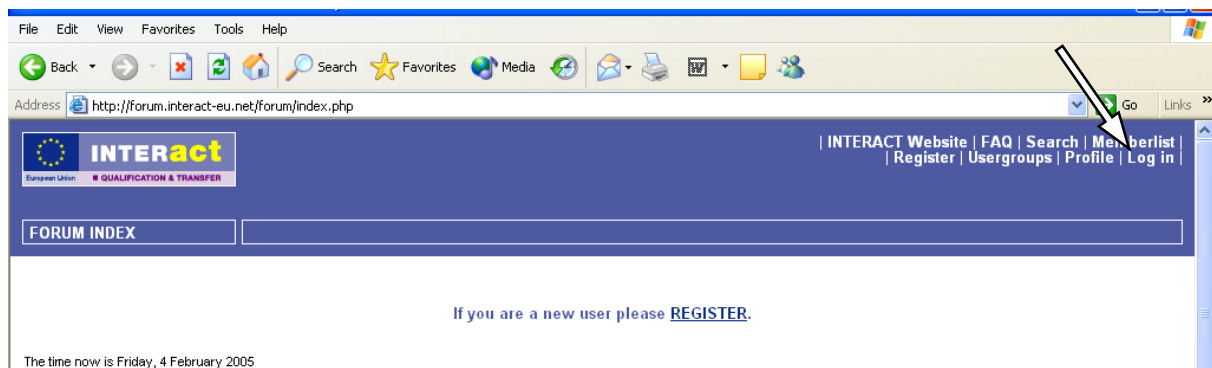 File Edit View Favorites Tools Help
Back Search Favorites Media
Address http://forum.interact-eu.net/forum/index.php Go Links »
INTERact
European Union QUALIFICATION & TRANSFER
| INTERACT Website | FAQ | Search | Memberlist |
| Register | Usergroups | Profile | Log in |
FORUM INDEX
If you are a new user please REGISTER.
The time now is Friday, 4 February 2005